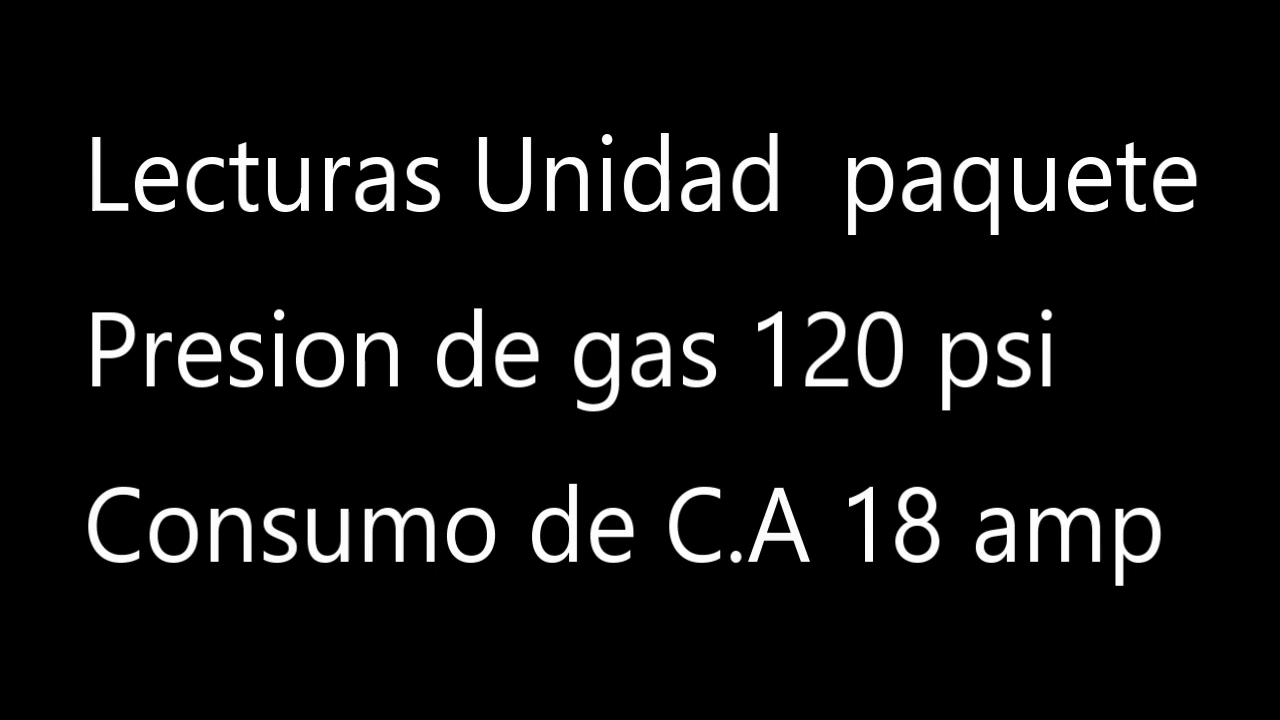 Lecturas Unidad  paquete
Presion de gas 120 psi
Consumo de C.A 18 amp